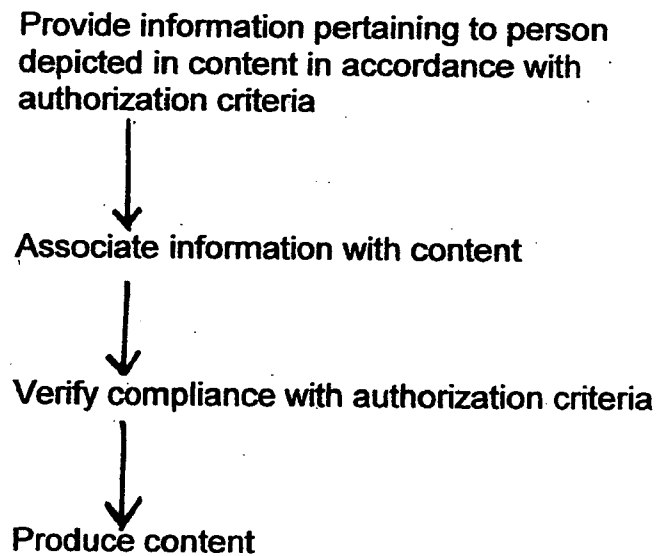 Provide information pertaining to person
depicted in content in accordance with
authorization criteria
Associate information with content
Verify compliance with authorization criteria
Produce content